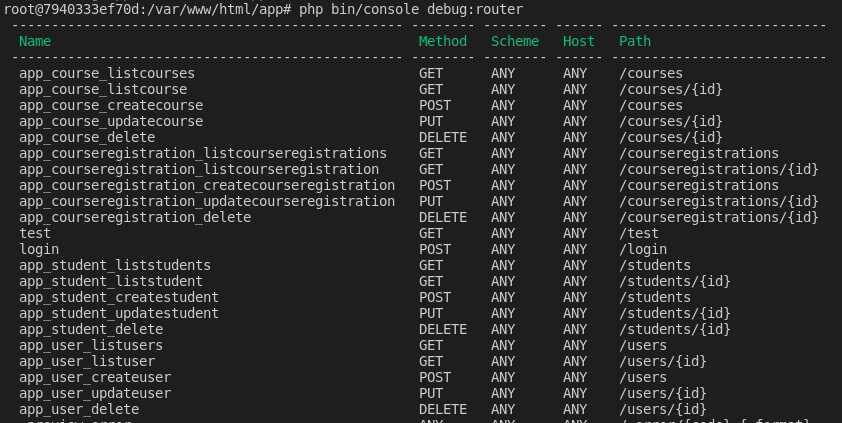 root@7940333ef70d:/var/www/html/app# php bin/console debug:router
------------------------------------------------- -------- -------- ------ ---------------------------
Name Method Scheme Host Path
------------------------------------------------- -------- -------- ------ ---------------------------
app_course_listcourses GET ANY ANY /courses
app_course_listcourse GET ANY ANY /courses/{id}
app_course_createcourse POST ANY ANY /courses
app_course_updatecourse PUT ANY ANY /courses/{id}
app_course_delete DELETE ANY ANY /courses/{id}
app_courseregistration_listcourseregistrations GET ANY ANY /courseregistrations
app_courseregistration_listcourseregistration GET ANY ANY /courseregistrations/{id}
app_courseregistration_createcourseregistration POST ANY ANY /courseregistrations
app_courseregistration_updatecourseregistration PUT ANY ANY /courseregistrations/{id}
app_courseregistration_delete DELETE ANY ANY /courseregistrations/{id}
test GET ANY ANY /test
login POST ANY ANY /login
app_student_liststudents GET ANY ANY /students
app_student_liststudent GET ANY ANY /students/{id}
app_student_createstudent POST ANY ANY /students
app_student_updatestudent PUT ANY ANY /students/{id}
app_student_delete DELETE ANY ANY /students/{id}
app_user_listusers GET ANY ANY /users
app_user_listuser GET ANY ANY /users/{id}
app_user_createuser POST ANY ANY /users
app_user_updateuser PUT ANY ANY /users/{id}
app_user_delete DELETE ANY ANY /users/{id}